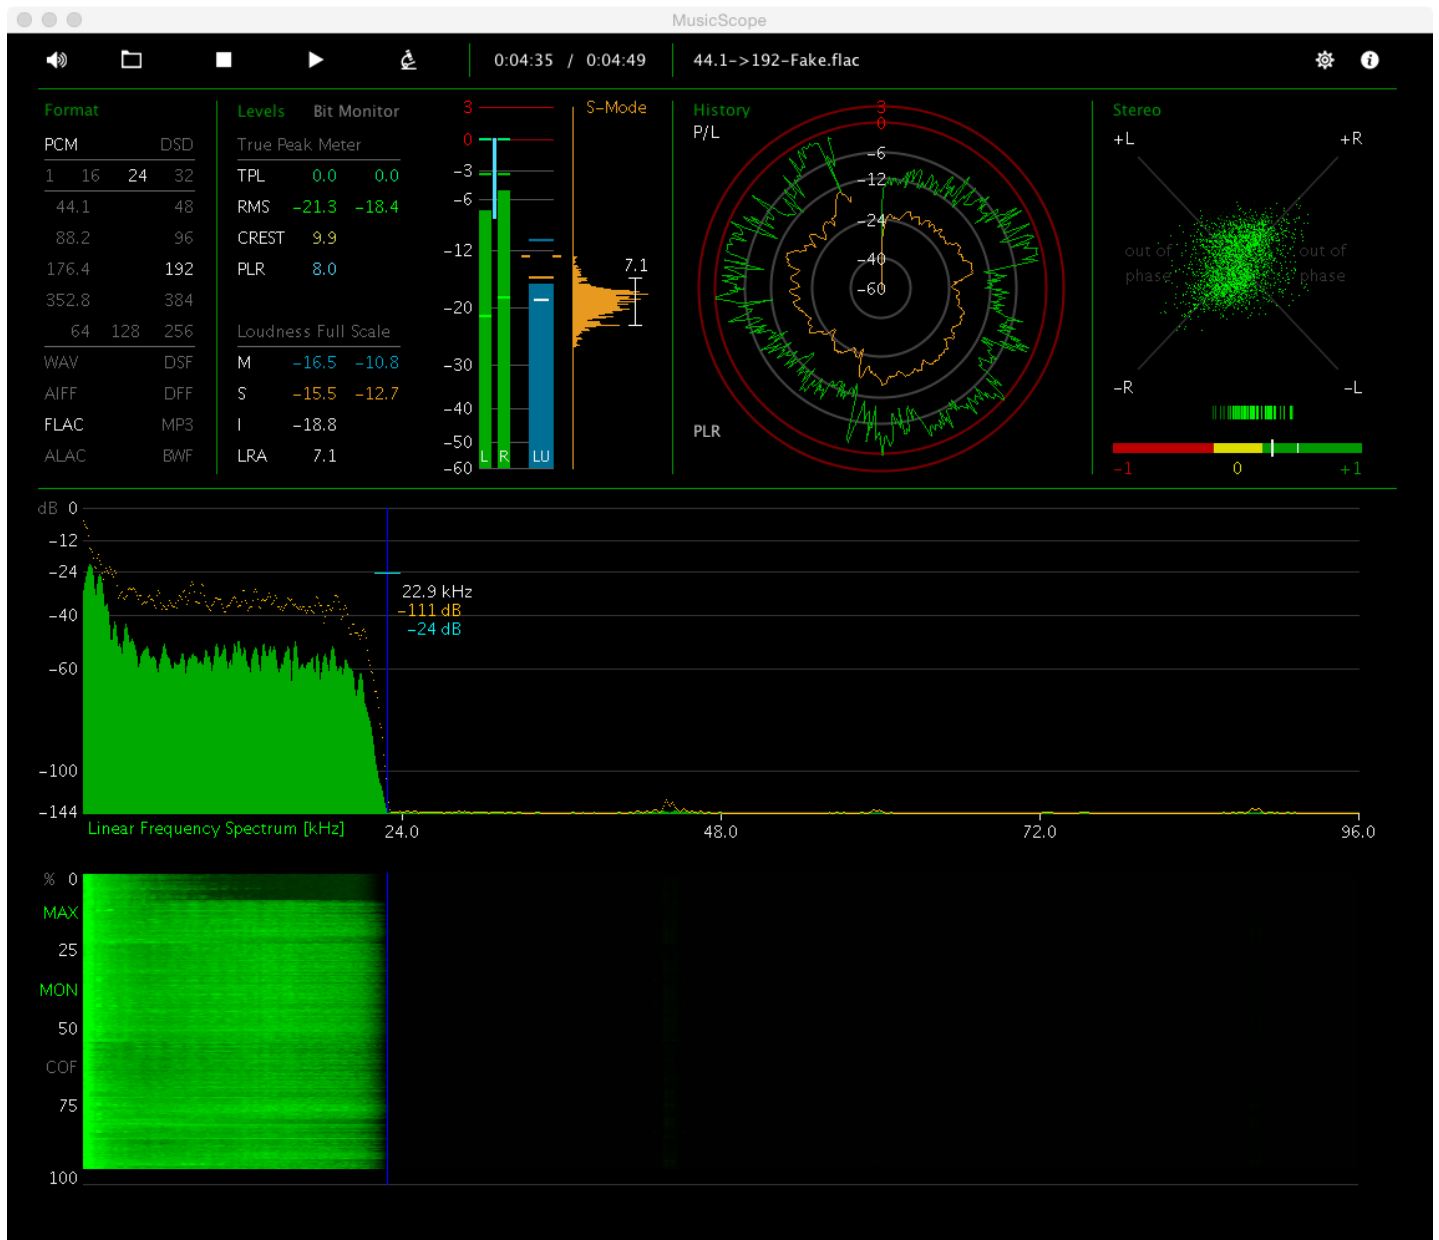 MusicScope
0:04:35 / 0:04:49
44.1->192-Fake.flac
Format
PCM DSD
1 16 24 32
44.1 48
88.2 96
176.4 192
352.8 384
64 128 256
WAV DSF
AIFF DFF
FLAC MP3
ALAC BWF
Levels Bit Monitor
True Peak Meter
TPL 0.0 0.0
RMS -21.3 -18.4
CREST 9.9
PLR 8.0
Loudness Full Scale
M -16.5 -10.8
S -15.5 -12.7
I -18.8
LRA 7.1
3
0
-3
-6
-12
-20
-30
-40
-50
-60
L R LU
S-Mode
7.1
History
P/L
3
0
-6
-12
-24
-40
-60
PLR
Stereo
+L +R
out of phase
out of phase
-R -L
-1 0 +1
dB 0
-12
-24
-40
-60
-100
-144
22.9 kHz
-111 dB
-24 dB
Linear Frequency Spectrum [kHz] 24.0 48.0 72.0 96.0
% 0
MAX
25
MON
50
COF
75
100